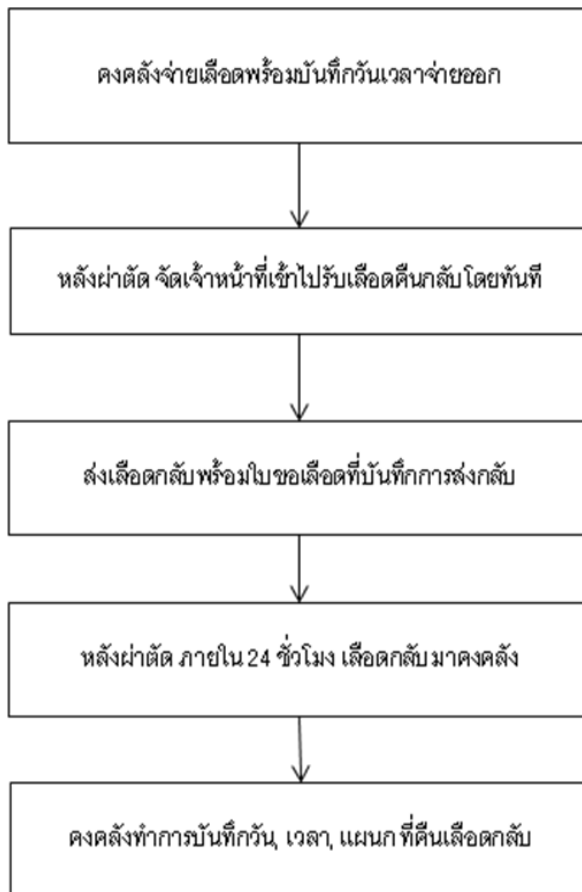 คงคลังจ่ายเลือดพร้อมบันทึกวันเวลาจ่ายออก
หลังผ่าตัด จัดเจ้าหน้าที่เข้าไปรับเลือดคืนกลับโดยทันที
ส่งเลือดกลับพร้อมใบขอเลือดที่บันทึกการส่งกลับ
หลังผ่าตัด ภายใน 24 ชั่วโมง เลือดกลับมาคงคลัง
คงคลังทำการบันทึกวัน, เวลา, แผนก ที่คืนเลือดกลับ